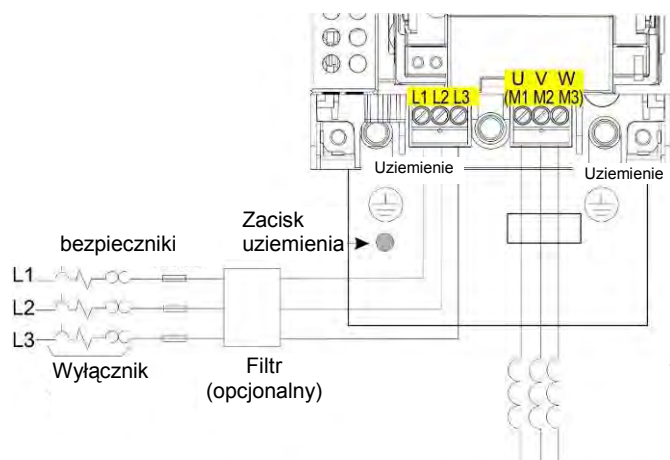 U V W
L1 L2 L3 (M1 M2 M3)
Uziemienie Uziemienie
Zacisk
uziemienia
bezpieczniki
L1
L2
L3
Wyłącznik
Filtr
(opcjonalny)